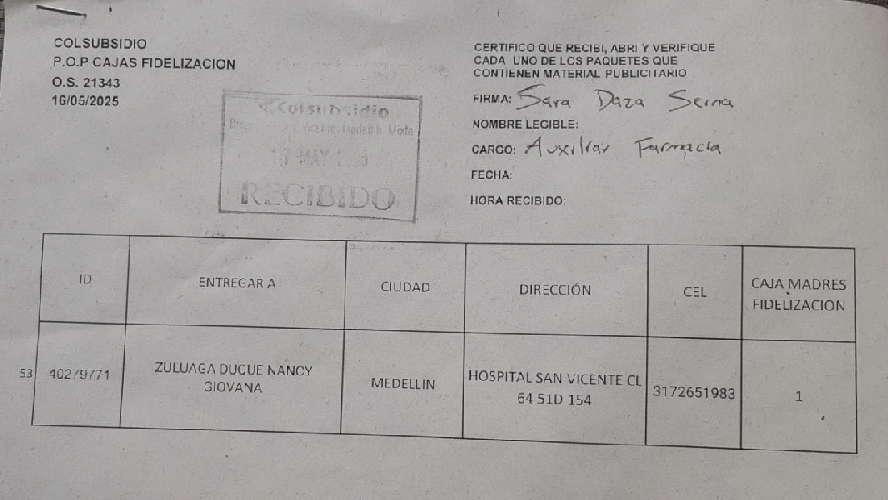 COLSUBSIDIO
P.O.P CAJAS FIDELIZACION
O.S. 21343
16/05/2025
Colsubsidio
MAY
RECIBIDO
CERTIFICO QUE RECIBI, ABRI Y VERIFIQUE
CADA UNO DE LOS PAQUETES QUE
CONTIENEN MATERIAL PUBLICITARIO
FIRMA: Sara Daza Serna
NOMBRE LEGIBLE:
CARGO: Auxiliar Farmacia
FECHA:
HORA RECIBIDO:
ID ENTREGAR A CIUDAD DIRECCIÓN CEL CAJA MADRES FIDELIZACION
53 40279771 ZULUAGA DUQUE NANCY GIOVANA MEDELLIN HOSPITAL SAN VICENTE CL 64 51D 154 3172651983 1